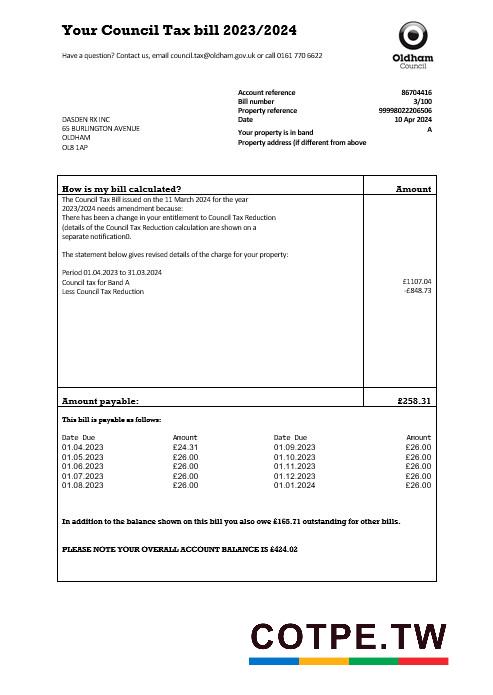 Your Council Tax bill 2023/2024
Have a question? Contact us, email council.tax@oldham.gov.uk or call 0161 770 6622
Oldham
Council
Account reference 86704416
Bill number 3/100
Property reference 99998022206506
Date 10 Apr 2024
Your property is in band A
Property address (if different from above
DASDEN RX INC
65 BURLINGTON AVENUE
OLDHAM
OL8 1AP
How is my bill calculated? Amount
The Council Tax Bill issued on the 11 March 2024 for the year
2023/2024 needs amendment because:
There has been a change in your entitlement to Council Tax Reduction
(details of the Council Tax Reduction calculation are shown on a
separate notification0.
The statement below gives revised details of the charge for your property:
Period 01.04.2023 to 31.03.2024
Council tax for Band A £1107.04
Less Council Tax Reduction -£848.73
Amount payable: £258.31
This bill is payable as follows:
Date Due Amount Date Due Amount
01.04.2023 £24.31 01.09.2023 £26.00
01.05.2023 £26.00 01.10.2023 £26.00
01.06.2023 £26.00 01.11.2023 £26.00
01.07.2023 £26.00 01.12.2023 £26.00
01.08.2023 £26.00 01.01.2024 £26.00
In addition to the balance shown on this bill you also owe £165.71 outstanding for other bills.
PLEASE NOTE YOUR OVERALL ACCOUNT BALANCE IS £424.02
COTPE.TW